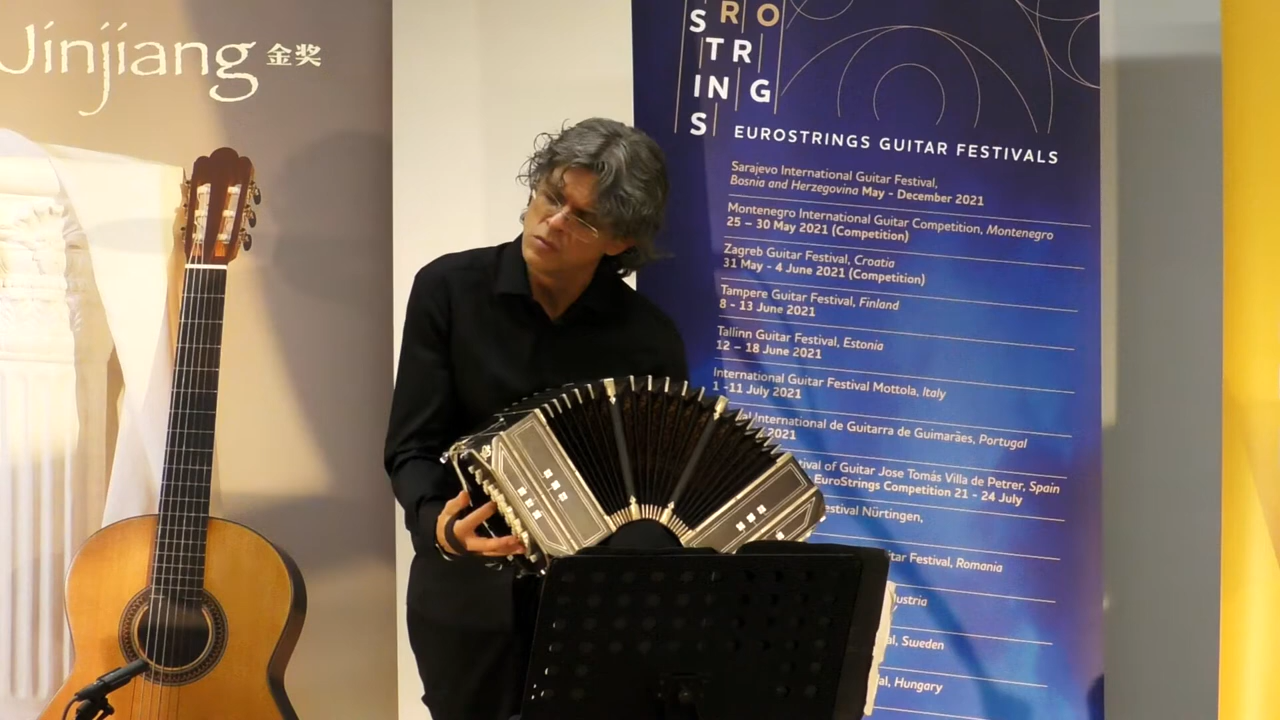 Jinjiang 金奖
RO
S
TR
IN G
S
EUROSTRINGS GUITAR FESTIVALS
Sarajevo International Guitar Festival,
Bosnia and Herzegovina May - December 2021
Montenegro International Guitar Competition, Montenegro
25 – 30 May 2021 (Competition)
Zagreb Guitar Festival, Croatia
31 May - 4 June 2021 (Competition)
Tampere Guitar Festival, Finland
8 - 13 June 2021
Tallinn Guitar Festival, Estonia
12 – 18 June 2021
International Guitar Festival Mottola, Italy
1 -11 July 2021
International de Guitarra de Guimarães, Portugal
2021
of Guitar Jose Tomás Villa de Petrer, Spain
EuroStrings Competition 21 - 24 July
Nürtingen,
Festival, Romania
Sweden
Hungary